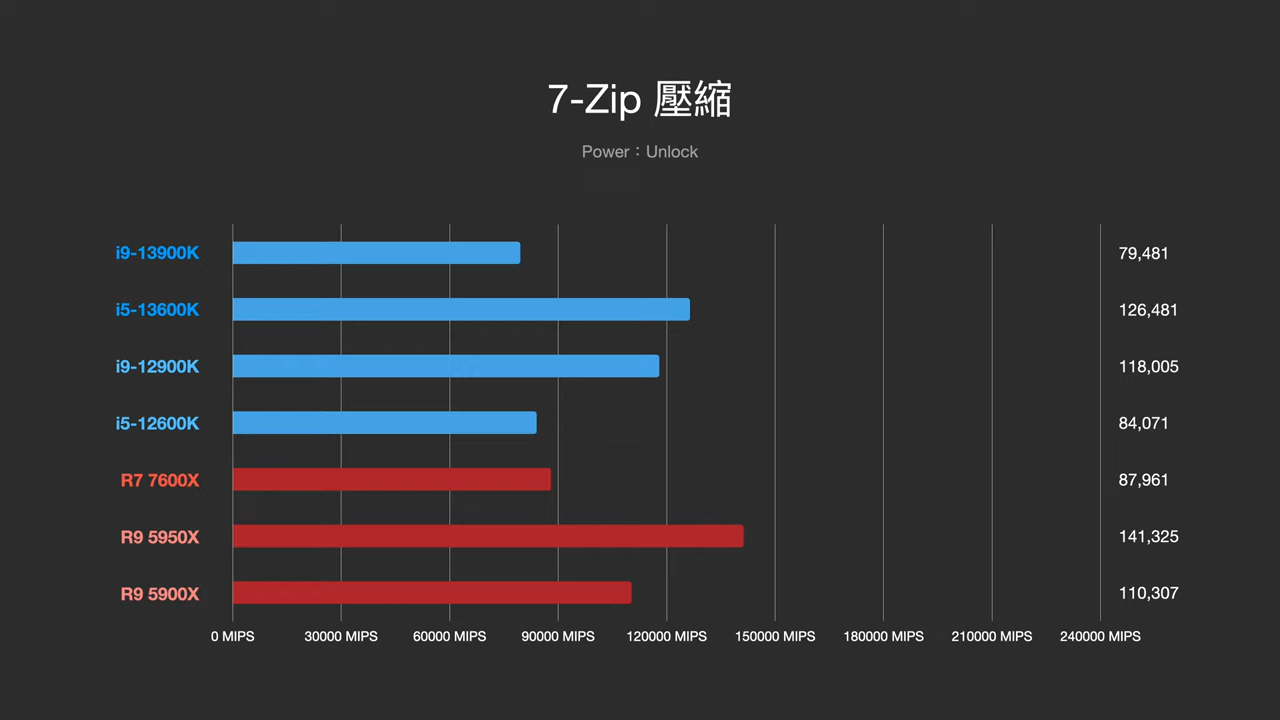 7-Zip 壓縮
Power：Unlock
i9-13900K 79,481
i5-13600K 126,481
i9-12900K 118,005
i5-12600K 84,071
R7 7600X 87,961
R9 5950X 141,325
R9 5900X 110,307
0 MIPS 30000 MIPS 60000 MIPS 90000 MIPS 120000 MIPS 150000 MIPS 180000 MIPS 210000 MIPS 240000 MIPS